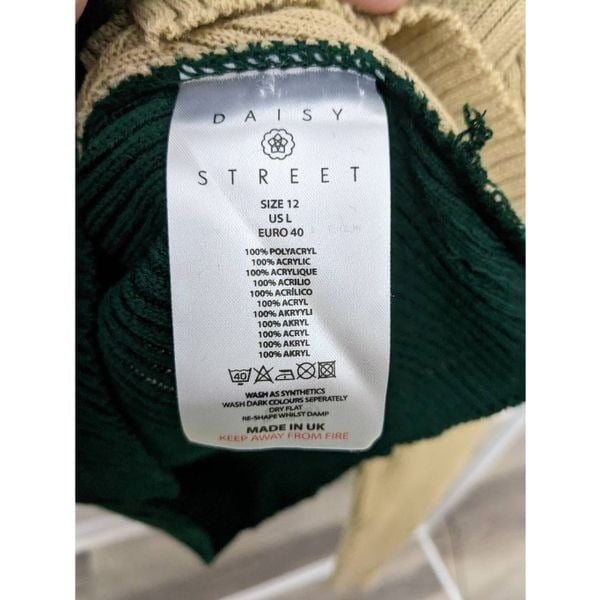 DAISY
STREET
SIZE 12
US L
EURO 40
100% POLYACRYL
100% ACRYLIC
100% ACRYLIQUE
100% ACRILIO
100% ACRÍLICO
100% ACRYL
100% AKRYYLI
100% AKRYL
100% ACRYL
100% AKRYL
100% AKRYL
40
WASH AS SYNTHETICS
WASH DARK COLOURS SEPERATELY
DRY FLAT
RE-SHAPE WHILST DAMP
MADE IN UK
KEEP AWAY FROM FIRE